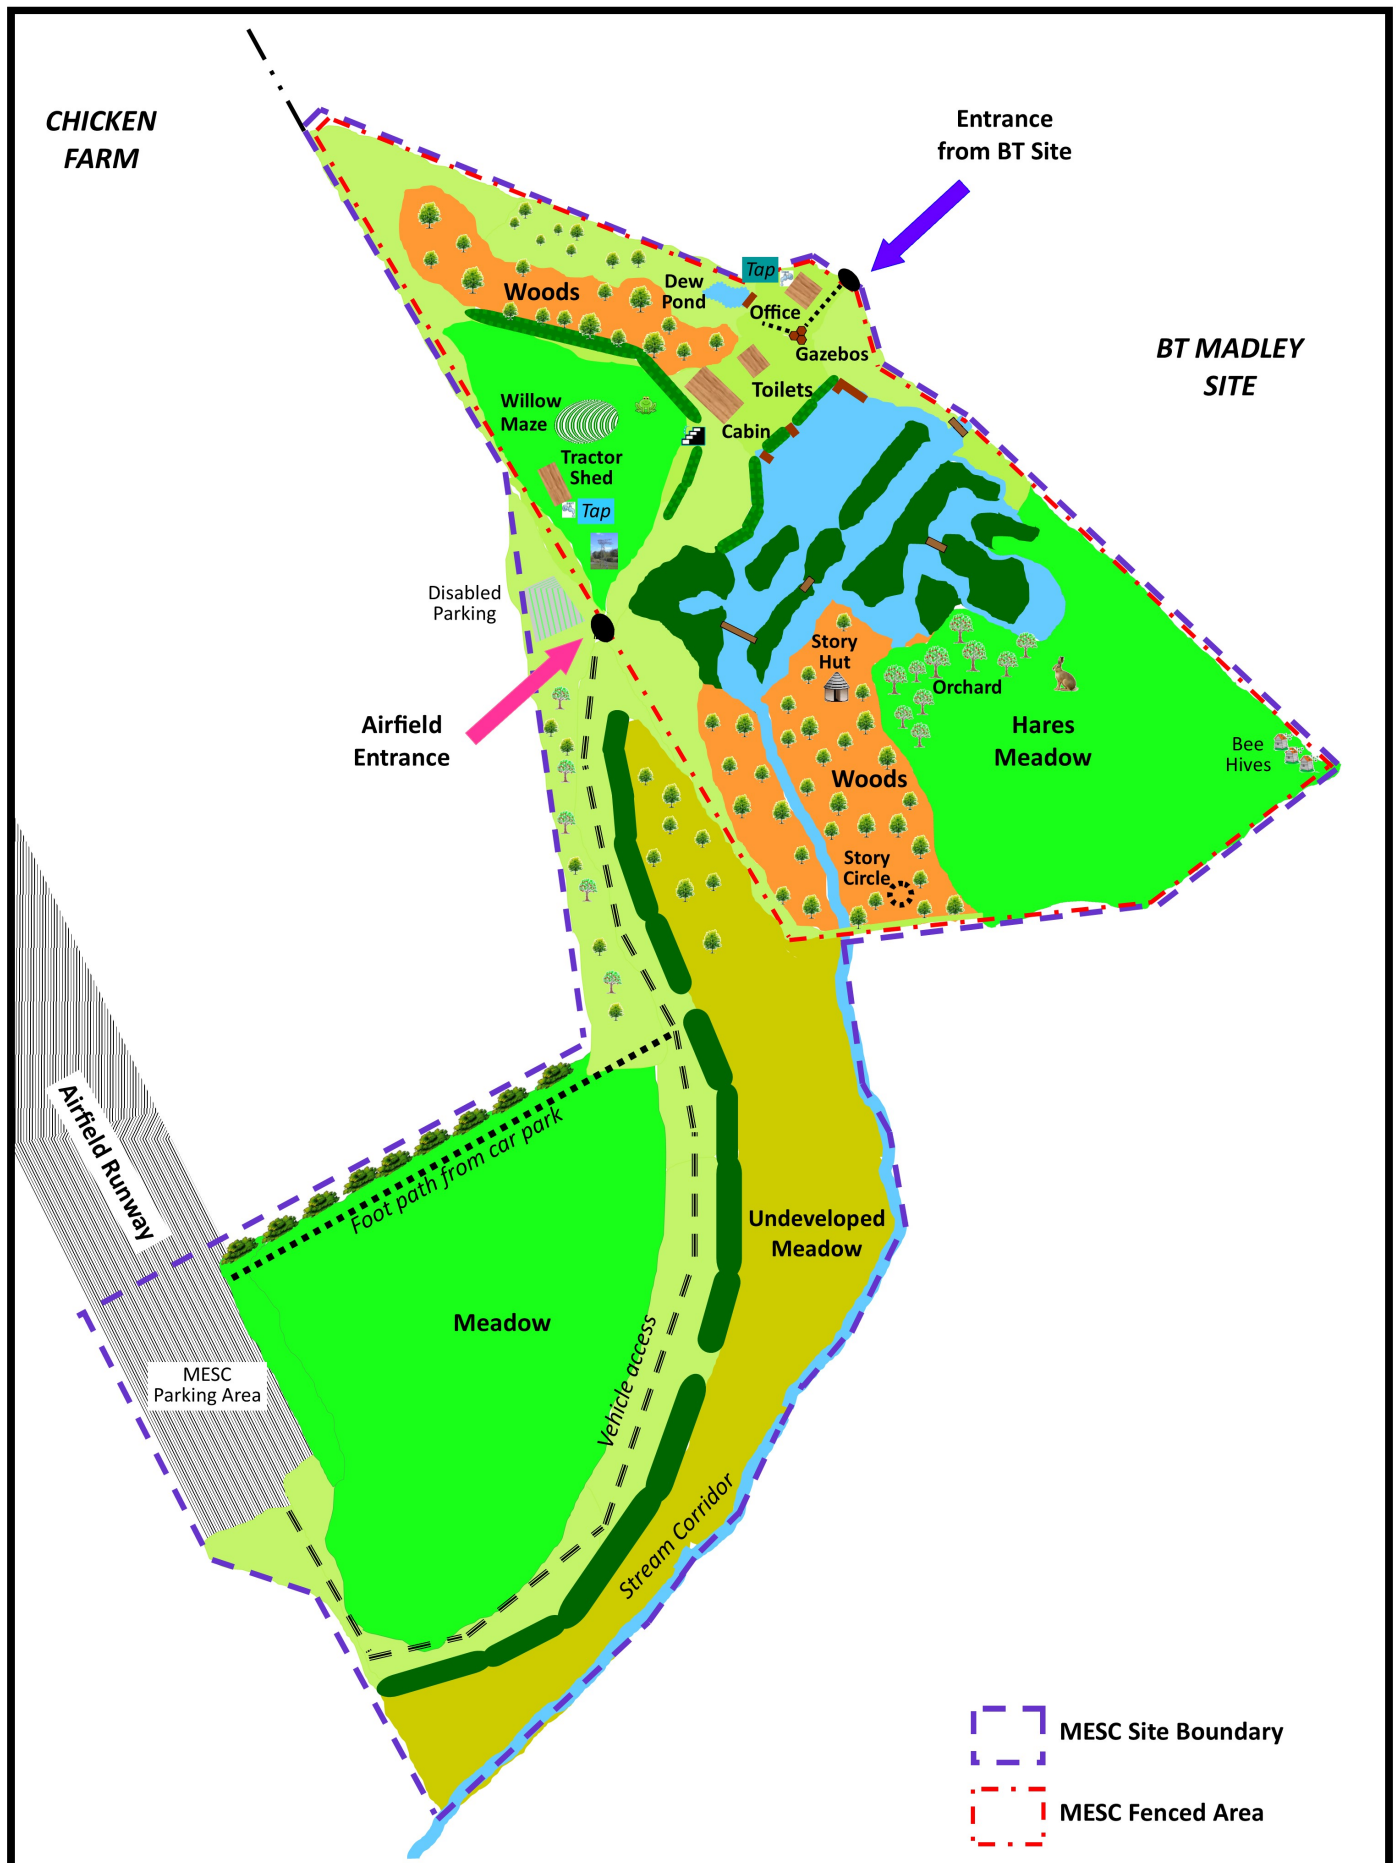 CHICKEN
FARM
Entrance
from BT Site
Tap
Dew
Pond
Woods
Office
Gazebos
BT MADLEY
SITE
Toilets
Willow
Maze
Cabin
Tractor
Shed
Tap
Disabled
Parking
Story
Hut
Orchard
Airfield
Entrance
Hares
Meadow
Bee
Hives
Woods
Story
Circle
Airfield Runway
Foot path from car park
Undeveloped
Meadow
Meadow
Vehicle access
MESC
Parking Area
Stream Corridor
MESC Site Boundary
MESC Fenced Area